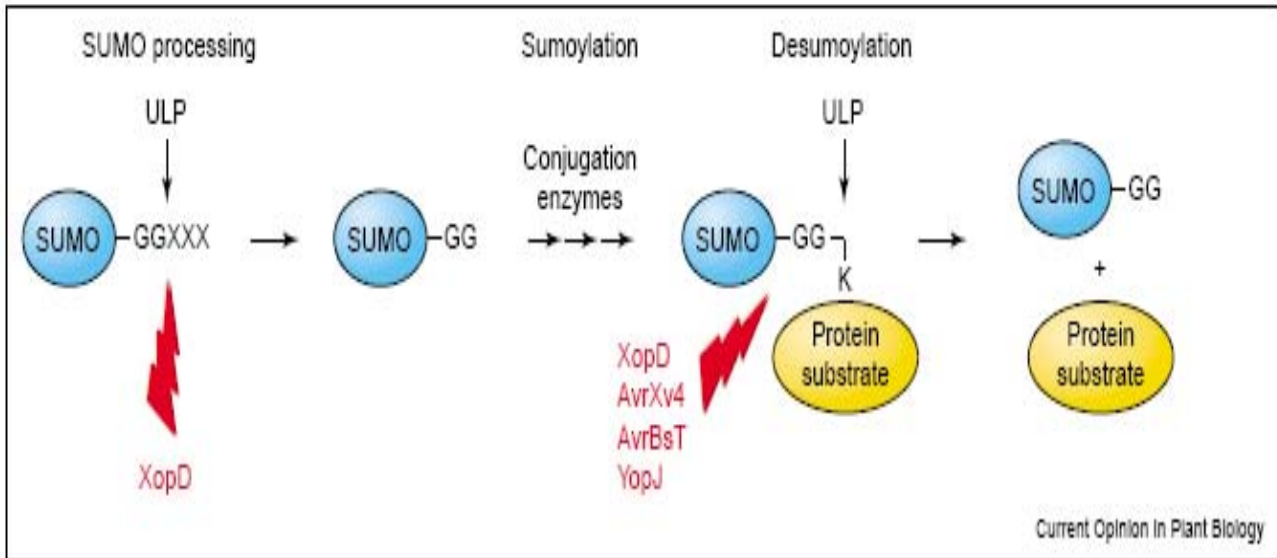 SUMO processing
Sumoylation
Desumoylation
ULP
ULP
Conjugation
enzymes
SUMO
GGXXX
SUMO
GG
SUMO
GG
K
SUMO
GG
+
Protein
substrate
Protein
substrate
XopD
XopD
AvrXv4
AvrBsT
YopJ
Current Opinion in Plant Biology